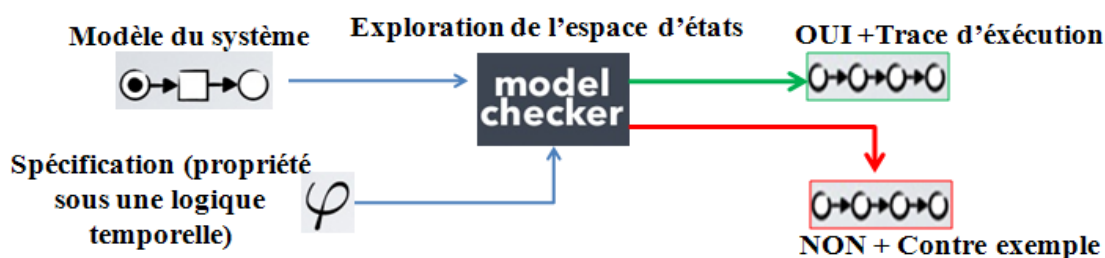 Modèle du système
Exploration de l'espace d'états
OUI +Trace d'éxécution
model
checker
Spécification (propriété
sous une logique
temporelle)
φ
NON + Contre exemple